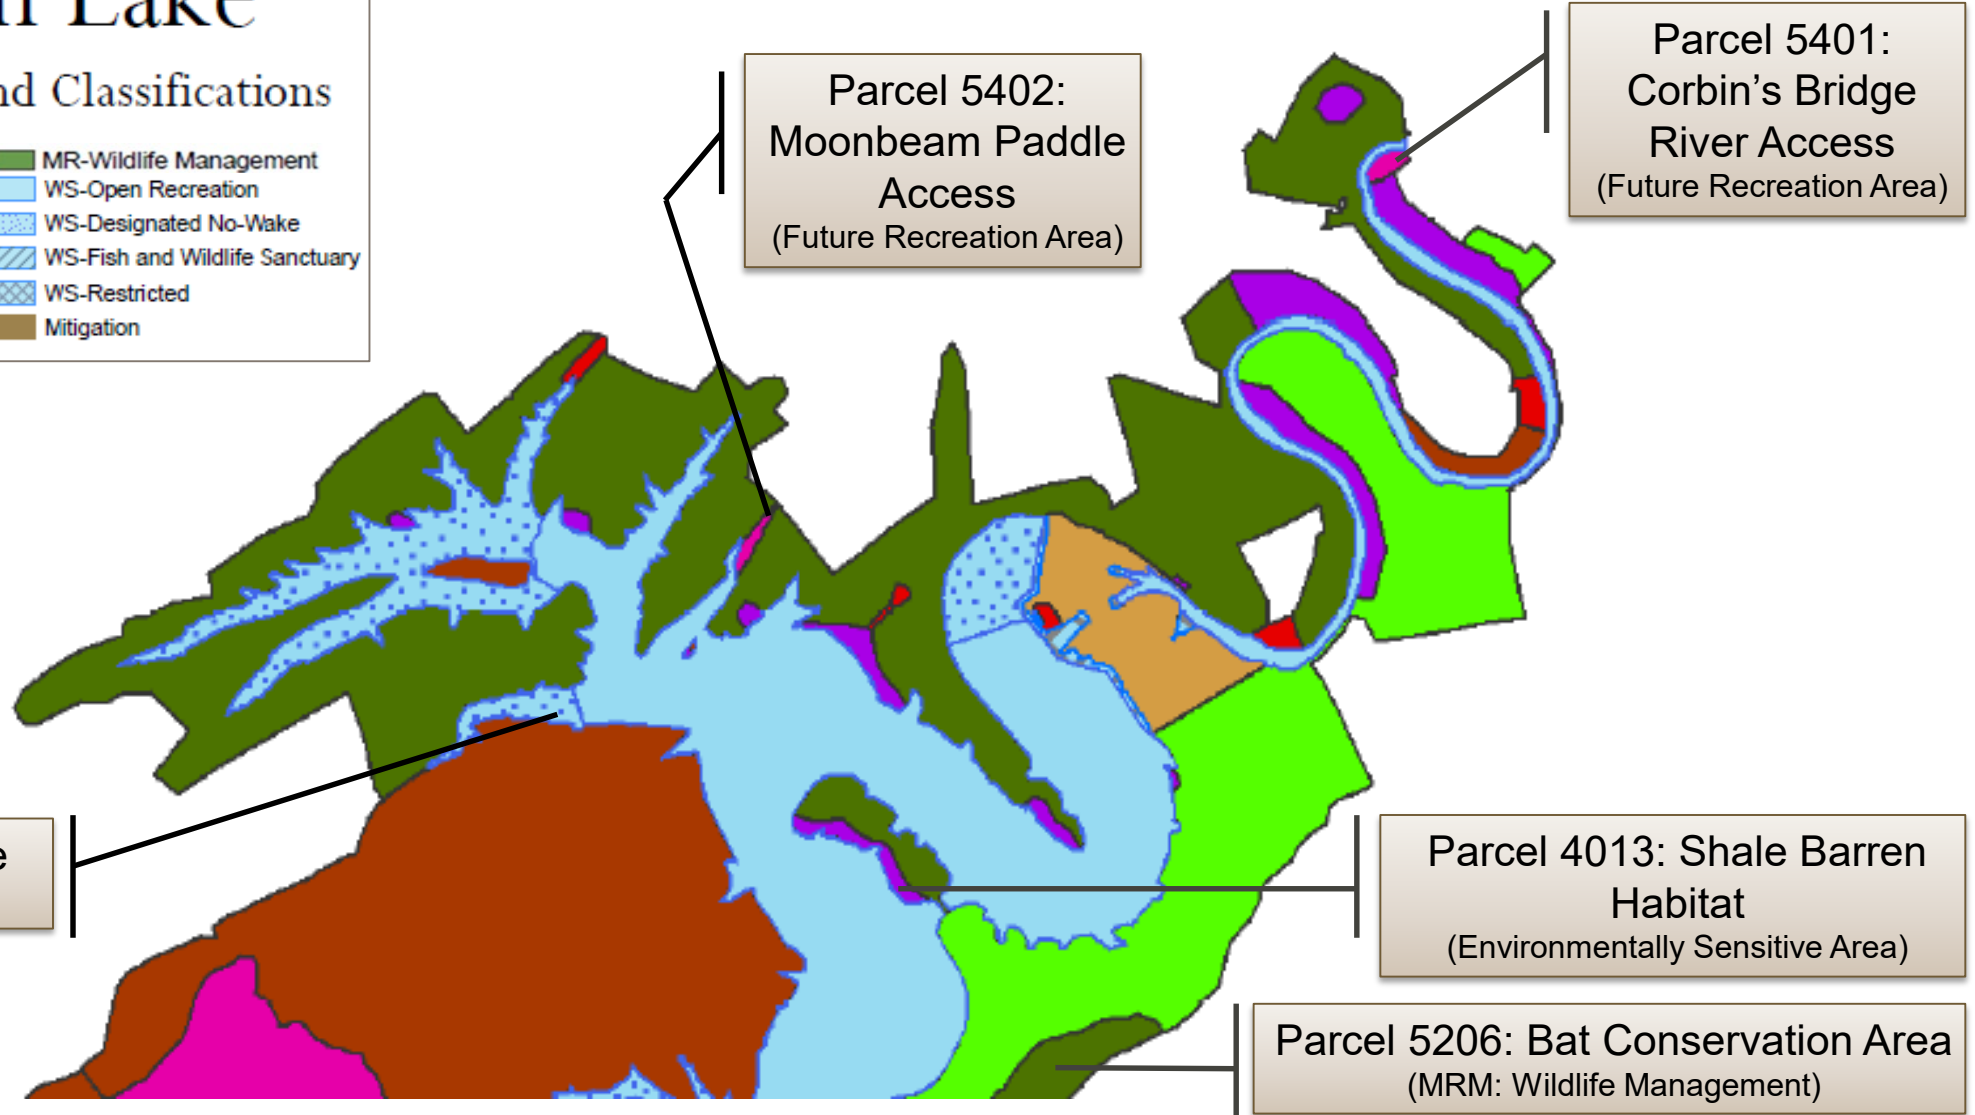 Lake
Classifications
MR-Wildlife Management
WS-Open Recreation
WS-Designated No-Wake
WS-Fish and Wildlife Sanctuary
WS-Restricted
Mitigation
Parcel 5402:
Moonbeam Paddle
Access
(Future Recreation Area)
Parcel 5401:
Corbin’s Bridge
River Access
(Future Recreation Area)
Parcel 4013: Shale Barren
Habitat
(Environmentally Sensitive Area)
Parcel 5206: Bat Conservation Area
(MRM: Wildlife Management)